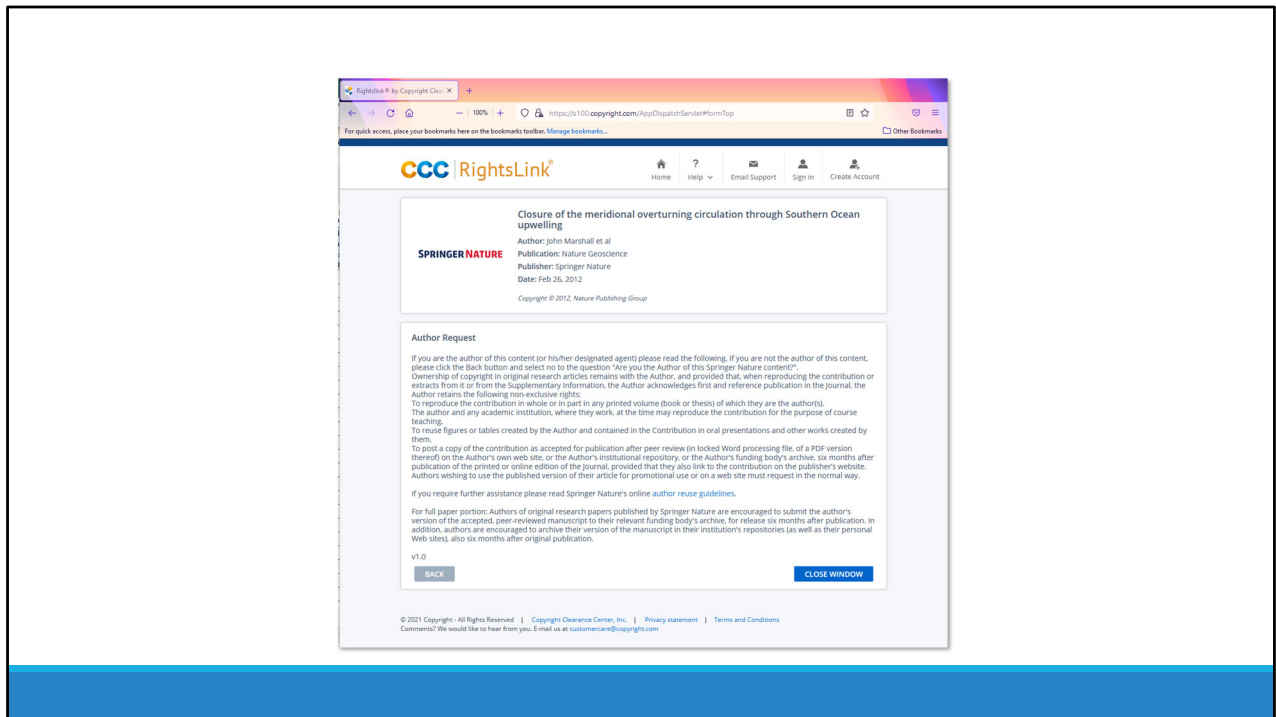 Rightslink® by Copyright Clear
100%
https://s100.copyright.com/AppDispatchServlet#formTop
For quick access, place your bookmarks here on the bookmarks toolbar. Manage bookmarks...
Other Bookmarks
CCC RightsLink®
Home
Help
Email Support
Sign in
Create Account
SPRINGER NATURE
Closure of the meridional overturning circulation through Southern Ocean
upwelling
Author: John Marshall et al
Publication: Nature Geoscience
Publisher: Springer Nature
Date: Feb 26, 2012
Copyright © 2012, Nature Publishing Group
Author Request
If you are the author of this content (or his/her designated agent) please read the following. If you are not the author of this content,
please click the Back button and select no to the question "Are you the Author of this Springer Nature content?".
Ownership of copyright in original research articles remains with the Author, and provided that, when reproducing the contribution or
extracts from it or from the Supplementary Information, the Author acknowledges first and reference publication in the Journal, the
Author retains the following non-exclusive rights:
To reproduce the contribution in whole or in part in any printed volume (book or thesis) of which they are the author(s).
The author and any academic institution, where they work, at the time may reproduce the contribution for the purpose of course
teaching.
To reuse figures or tables created by the Author and contained in the Contribution in oral presentations and other works created by
them.
To post a copy of the contribution as accepted for publication after peer review (in locked Word processing file, of a PDF version
thereof) on the Author's own web site, or the Author's institutional repository, or the Author's funding body's archive, six months after
publication of the printed or online edition of the Journal, provided that they also link to the contribution on the publisher's website.
Authors wishing to use the published version of their article for promotional use or on a web site must request in the normal way.
If you require further assistance please read Springer Nature's online author reuse guidelines.
For full paper portion: Authors of original research papers published by Springer Nature are encouraged to submit the author's
version of the accepted, peer-reviewed manuscript to their relevant funding body's archive, for release six months after publication. In
addition, authors are encouraged to archive their version of the manuscript in their institution's repositories (as well as their personal
Web sites), also six months after original publication.
v1.0
BACK
CLOSE WINDOW
© 2021 Copyright - All Rights Reserved | Copyright Clearance Center, Inc. | Privacy statement | Terms and Conditions
Comments? We would like to hear from you. E-mail us at customercare@copyright.com